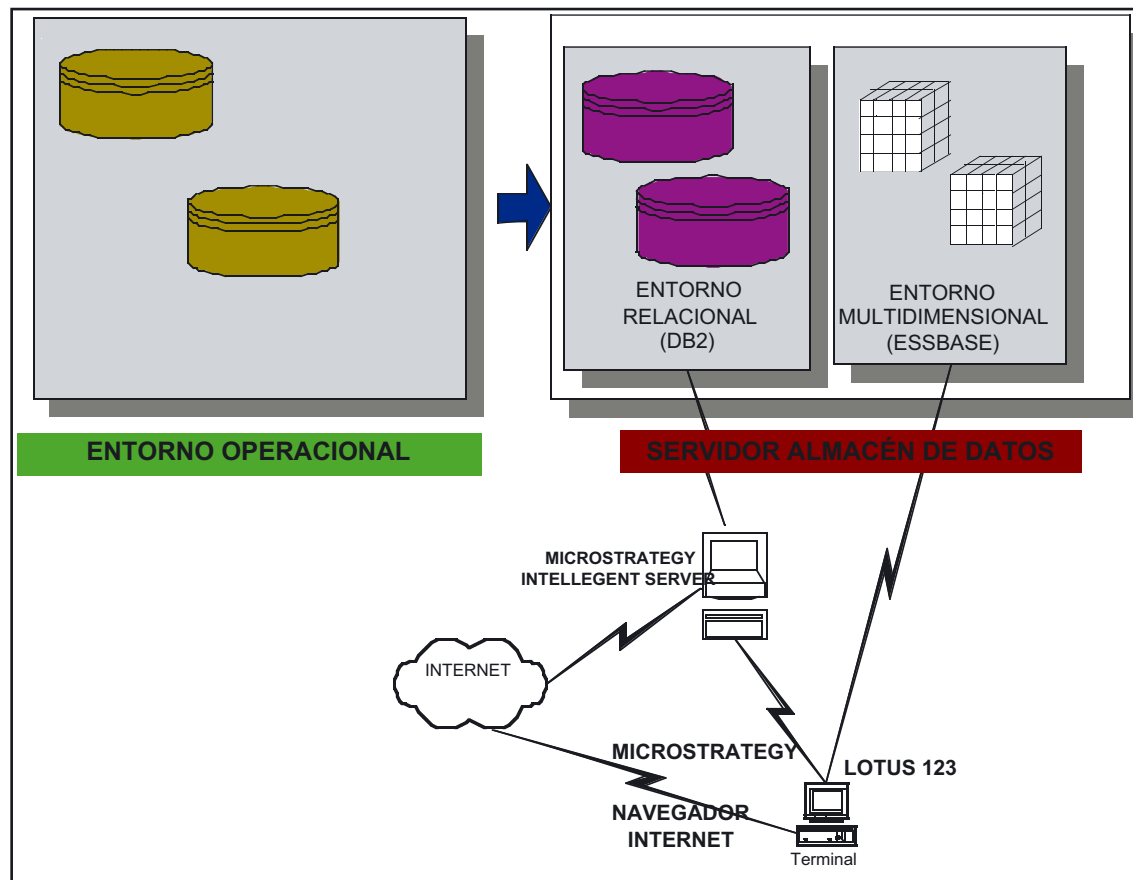 ENTORNO
RELACIONAL
(DB2)
ENTORNO
MULTIDIMENSIONAL
(ESSBASE)
ENTORNO OPERACIONAL
SERVIDOR ALMACÉN DE DATOS
MICROSTRATEGY
INTELLEGENT SERVER
INTERNET
MICROSTRATEGY
LOTUS 123
NAVEGADOR
INTERNET
Terminal